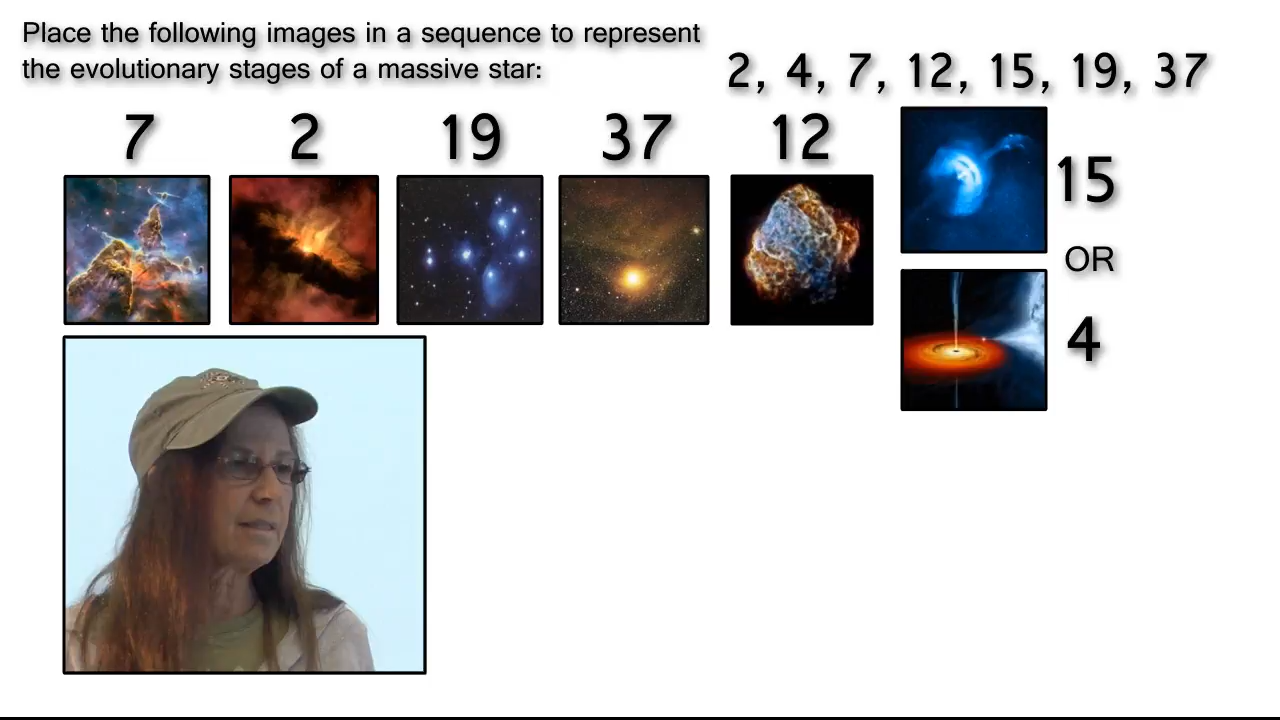 Place the following images in a sequence to represent
the evolutionary stages of a massive star:
2, 4, 7, 12, 15, 19, 37
7 2 19 37 12
15
OR
4